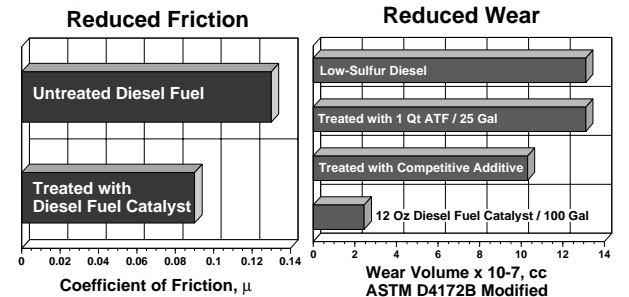 Reduced Friction
Untreated Diesel Fuel
Treated with
Diesel Fuel Catalyst
0 0.02 0.04 0.06 0.08 0.10 0.12 0.14
Coefficient of Friction, μ
Reduced Wear
Low-Sulfur Diesel
Treated with 1 Qt ATF / 25 Gal
Treated with Competitive Additive
12 Oz Diesel Fuel Catalyst / 100 Gal
0 2 4 6 8 10 12 14
Wear Volume x 10-7, cc
ASTM D4172B Modified